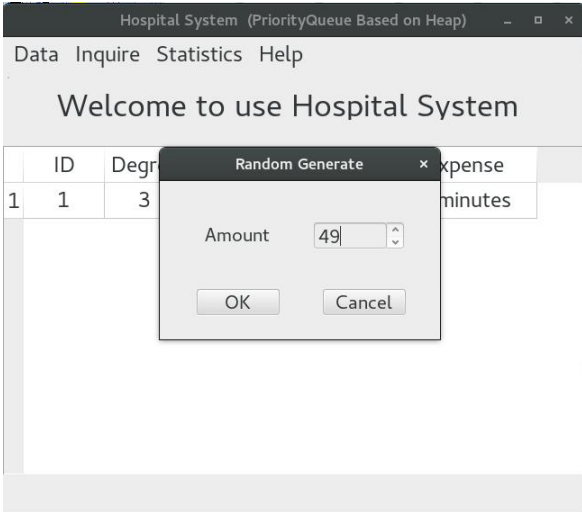 Hospital System (PriorityQueue Based on Heap)
Data Inquire Statistics Help
Welcome to use Hospital System
ID Degr xpense
1 1 3 minutes
Random Generate
Amount 49
OK Cancel